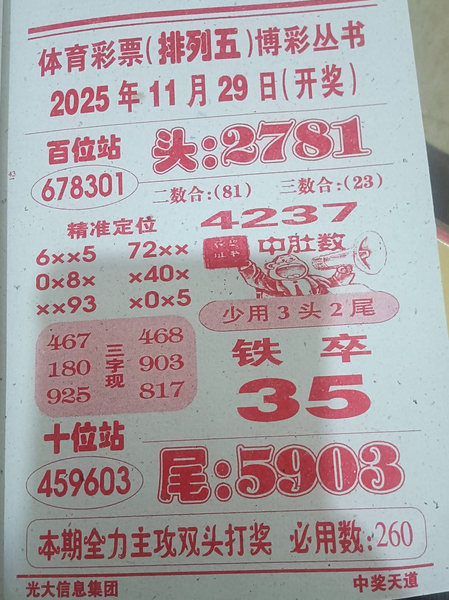 体育彩票(排列五)博彩丛书
2025年11月29日(开奖)
百位站
头:2781
678301
二数合:(81) 三数合:(23)
精准定位
4237
6××5 72××
中肚数
0×8× ×40×
××93 ×0×5
少用3头2尾
467 468
180 三字现 903
925 817
铁卒
35
十位站
459603
尾:5903
本期全力主攻双头打奖 必用数:260
光大信息集团 中奖天道